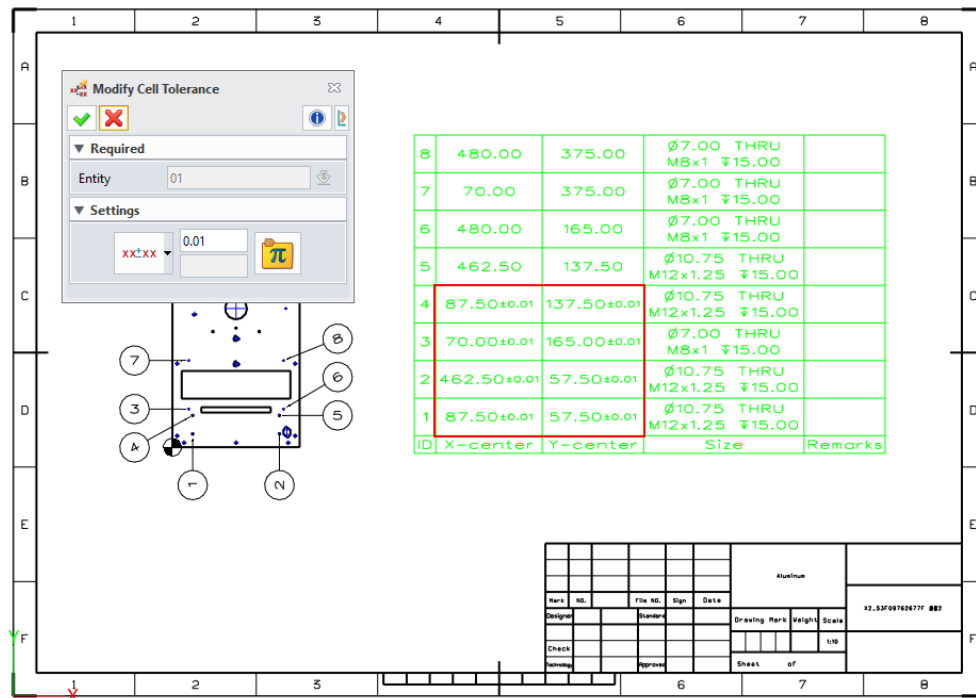 1 2 3 4 5 6 7 8
A A
Modify Cell Tolerance
Required
Entity 01
Settings
xx±xx 0.01
π
B B
C C
D D
E E
F F
8 480.00 375.00 Ø7.00 THRU
M8x1 ↧15.00
7 70.00 375.00 Ø7.00 THRU
M8x1 ↧15.00
6 480.00 165.00 Ø7.00 THRU
M8x1 ↧15.00
5 462.50 137.50 Ø10.75 THRU
M12x1.25 ↧15.00
4 87.50±0.01 137.50±0.01 Ø10.75 THRU
M12x1.25 ↧15.00
3 70.00±0.01 165.00±0.01 Ø7.00 THRU
M8x1 ↧15.00
2 462.50±0.01 57.50±0.01 Ø10.75 THRU
M12x1.25 ↧15.00
1 87.50±0.01 57.50±0.01 Ø10.75 THRU
M12x1.25 ↧15.00
ID X-center Y-center Size Remarks
7 8
6
3 5
4
1 2
Aluminum
Mark NO. File NO. Sign Date
Designer Standard
Drawing Mark Weight Scale
1:10
Check
Technology Approved
Sheet of
Y
X
1 2 3 6 7 8